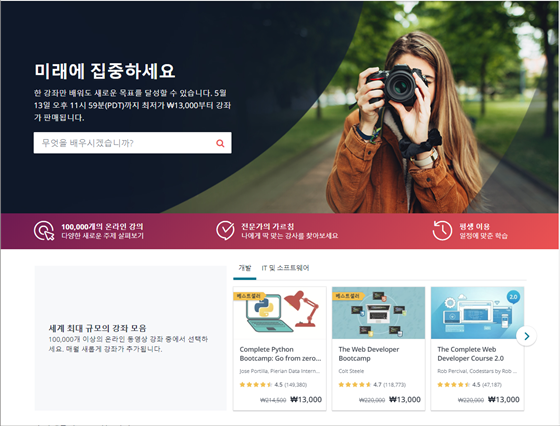 미래에 집중하세요
한 강좌만 배워도 새로운 목표를 달성할 수 있습니다. 5월
13일 오후 11시 59분(PDT)까지 최저가 ₩13,000부터 강좌
가 판매됩니다.
무엇을 배우시겠습니까?
100,000개의 온라인 강의
다양한 새로운 주제 살펴보기
전문가의 가르침
나에게 딱 맞는 강사를 찾아보세요
평생 이용
일정에 맞춘 학습
개발
IT 및 소프트웨어
세계 최대 규모의 강좌 모음
100,000개 이상의 온라인 동영상 강좌 중에서 선택하
세요. 매월 새롭게 강좌가 추가됩니다.
베스트셀러
Complete Python
Bootcamp: Go from zero...
Jose Portilla, Pierian Data Intern...
4.5 (149,380)
₩214,500 ₩13,000
베스트셀러
The Web Developer
Bootcamp
Colt Steele
4.7 (118,773)
₩220,000 ₩13,000
2.0
The Complete Web
Developer Course 2.0
Rob Percival, Codestars by Rob ...
4.5 (47,187)
₩220,000 ₩13,000